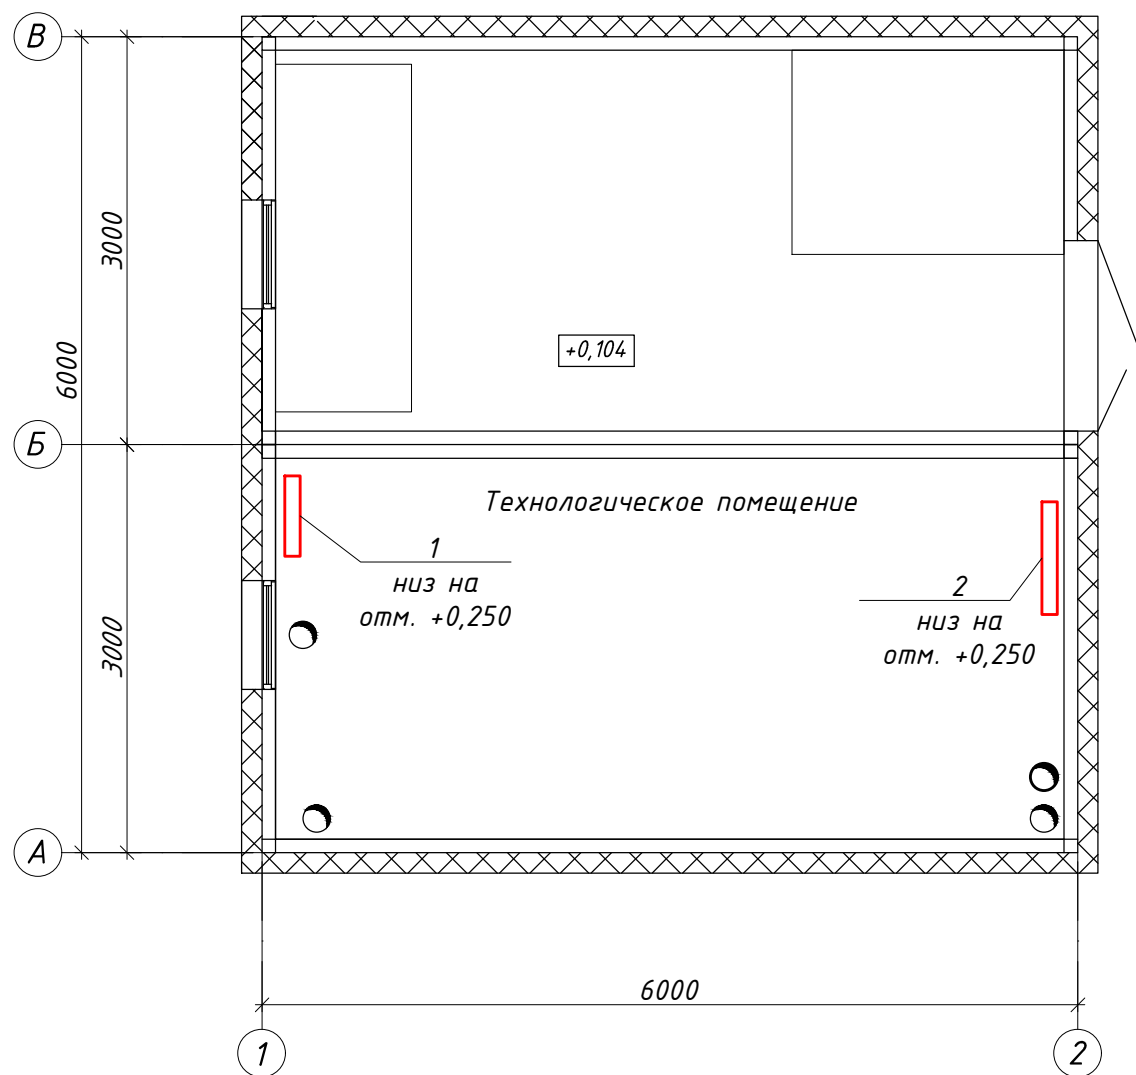 В
3000
6000
+0,104
Б
Технологическое помещение
1
низ на
отм. +0,250
2
низ на
отм. +0,250
3000
А
6000
1
2